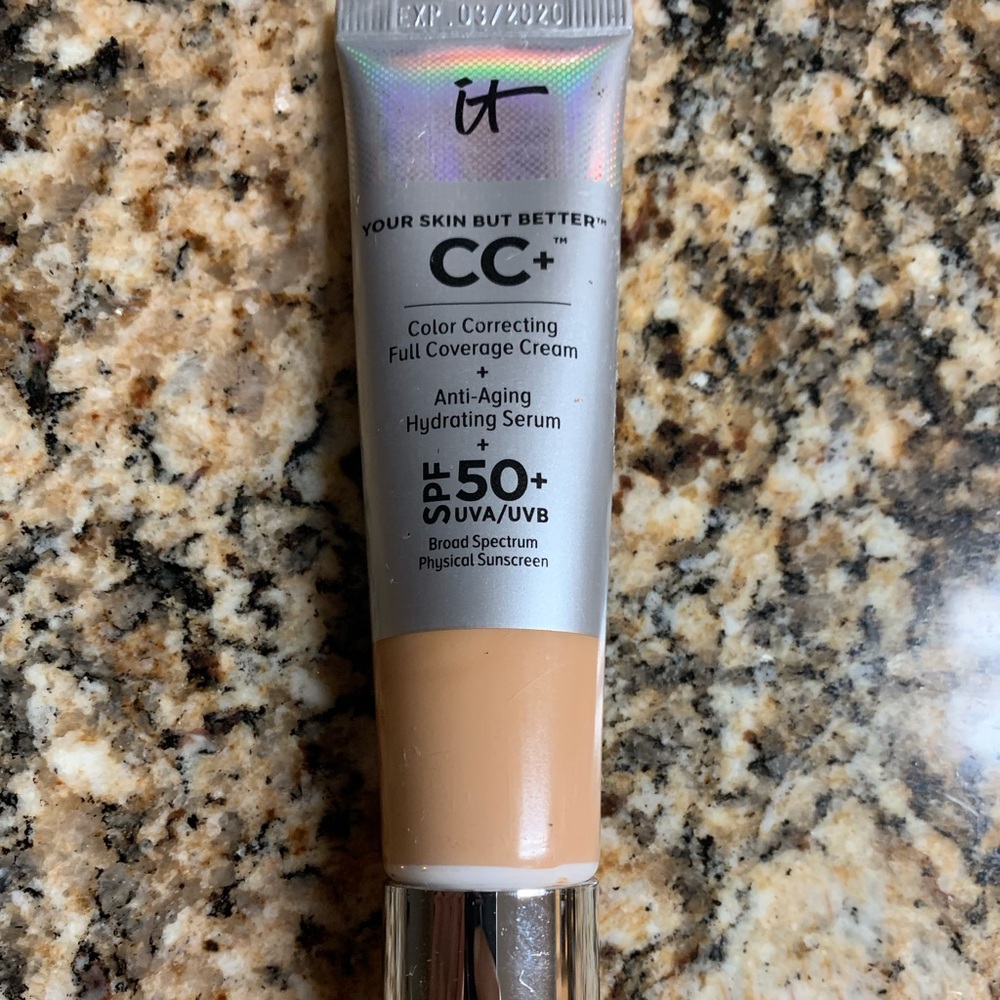 EXP.03/2020
it
YOUR SKIN BUT BETTER™
CC+™
Color Correcting
Full Coverage Cream
+
Anti-Aging
Hydrating Serum
+
SPF 50+
UVA/UVB
Broad Spectrum
Physical Sunscreen